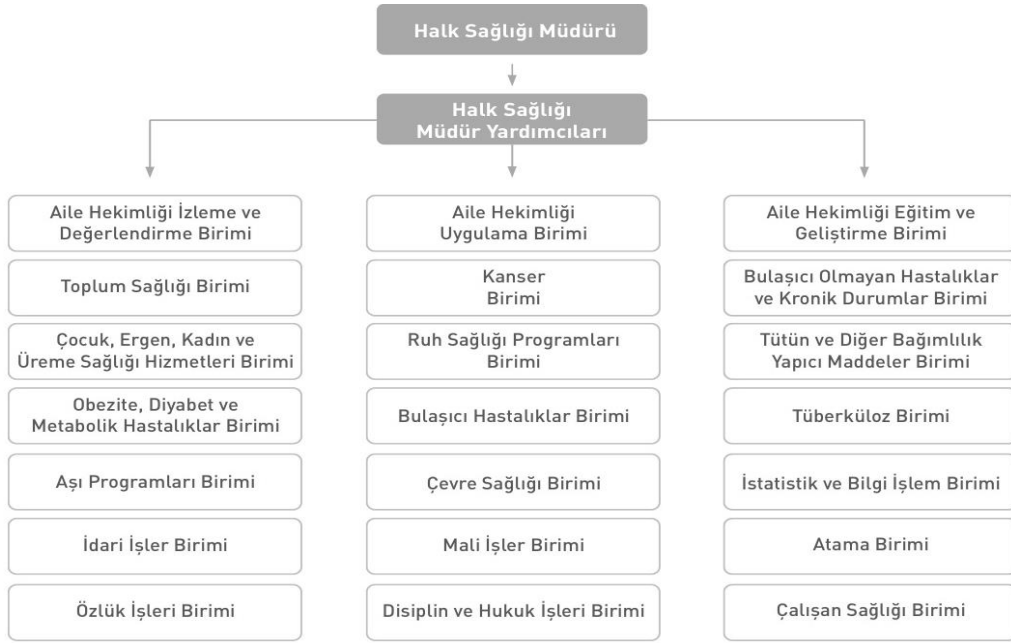 Halk Sağlığı Müdürü
Halk Sağlığı
Müdür Yardımcıları
Aile Hekimliği İzleme ve
Değerlendirme Birimi
Toplum Sağlığı Birimi
Çocuk, Ergen, Kadın ve
Üreme Sağlığı Hizmetleri Birimi
Obezite, Diyabet ve
Metabolik Hastalıklar Birimi
Aşı Programları Birimi
İdari İşler Birimi
Özlük İşleri Birimi
Aile Hekimliği
Uygulama Birimi
Kanser
Birimi
Ruh Sağlığı Programları
Birimi
Bulaşıcı Hastalıklar Birimi
Çevre Sağlığı Birimi
Mali İşler Birimi
Disiplin ve Hukuk İşleri Birimi
Aile Hekimliği Eğitim ve
Geliştirme Birimi
Bulaşıcı Olmayan Hastalıklar
ve Kronik Durumlar Birimi
Tütün ve Diğer Bağımlılık
Yapıcı Maddeler Birimi
Tüberküloz Birimi
İstatistik ve Bilgi İşlem Birimi
Atama Birimi
Çalışan Sağlığı Birimi